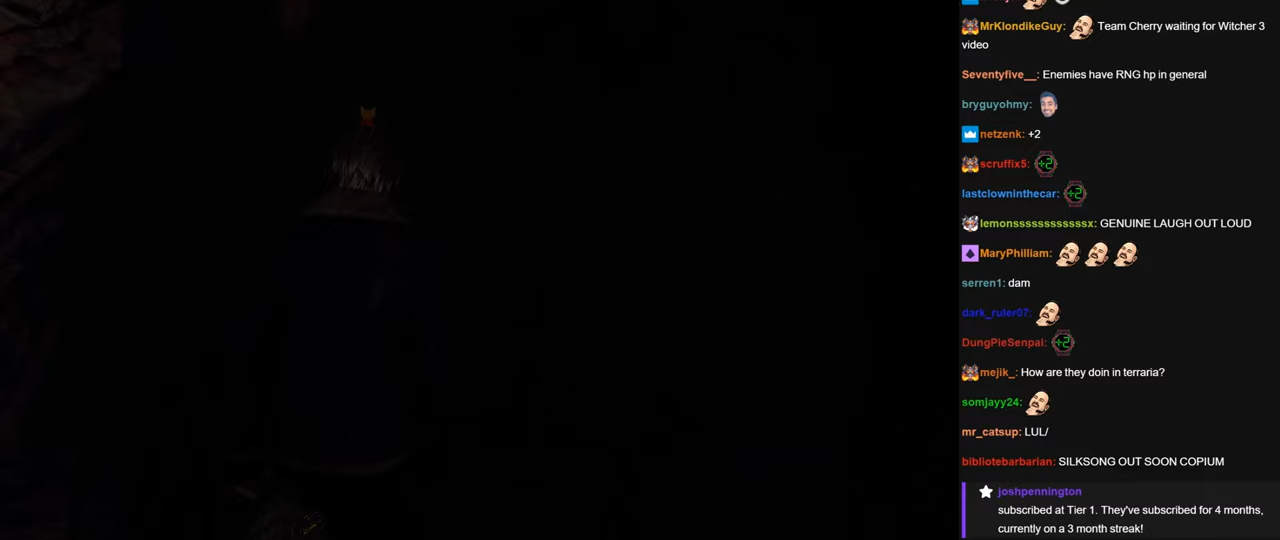 MrKlondikeGuy: Team Cherry waiting for Witcher 3
video
Seventyfive__: Enemies have RNG hp in general
bryguyohmy:
netzenk: +2
scruffix5: +2
lastclowninthecar: +2
lemonsssssssssssssx: GENUINE LAUGH OUT LOUD
MaryPhilliam:
serren1: dam
dark_ruler07:
DungPieSenpai: +2
mejik_: How are they doin in terraria?
somjayy24:
mr_catsup: LUL/
bibliotebarbarian: SILKSONG OUT SOON COPIUM
joshpennington
subscribed at Tier 1. They've subscribed for 4 months,
currently on a 3 month streak!